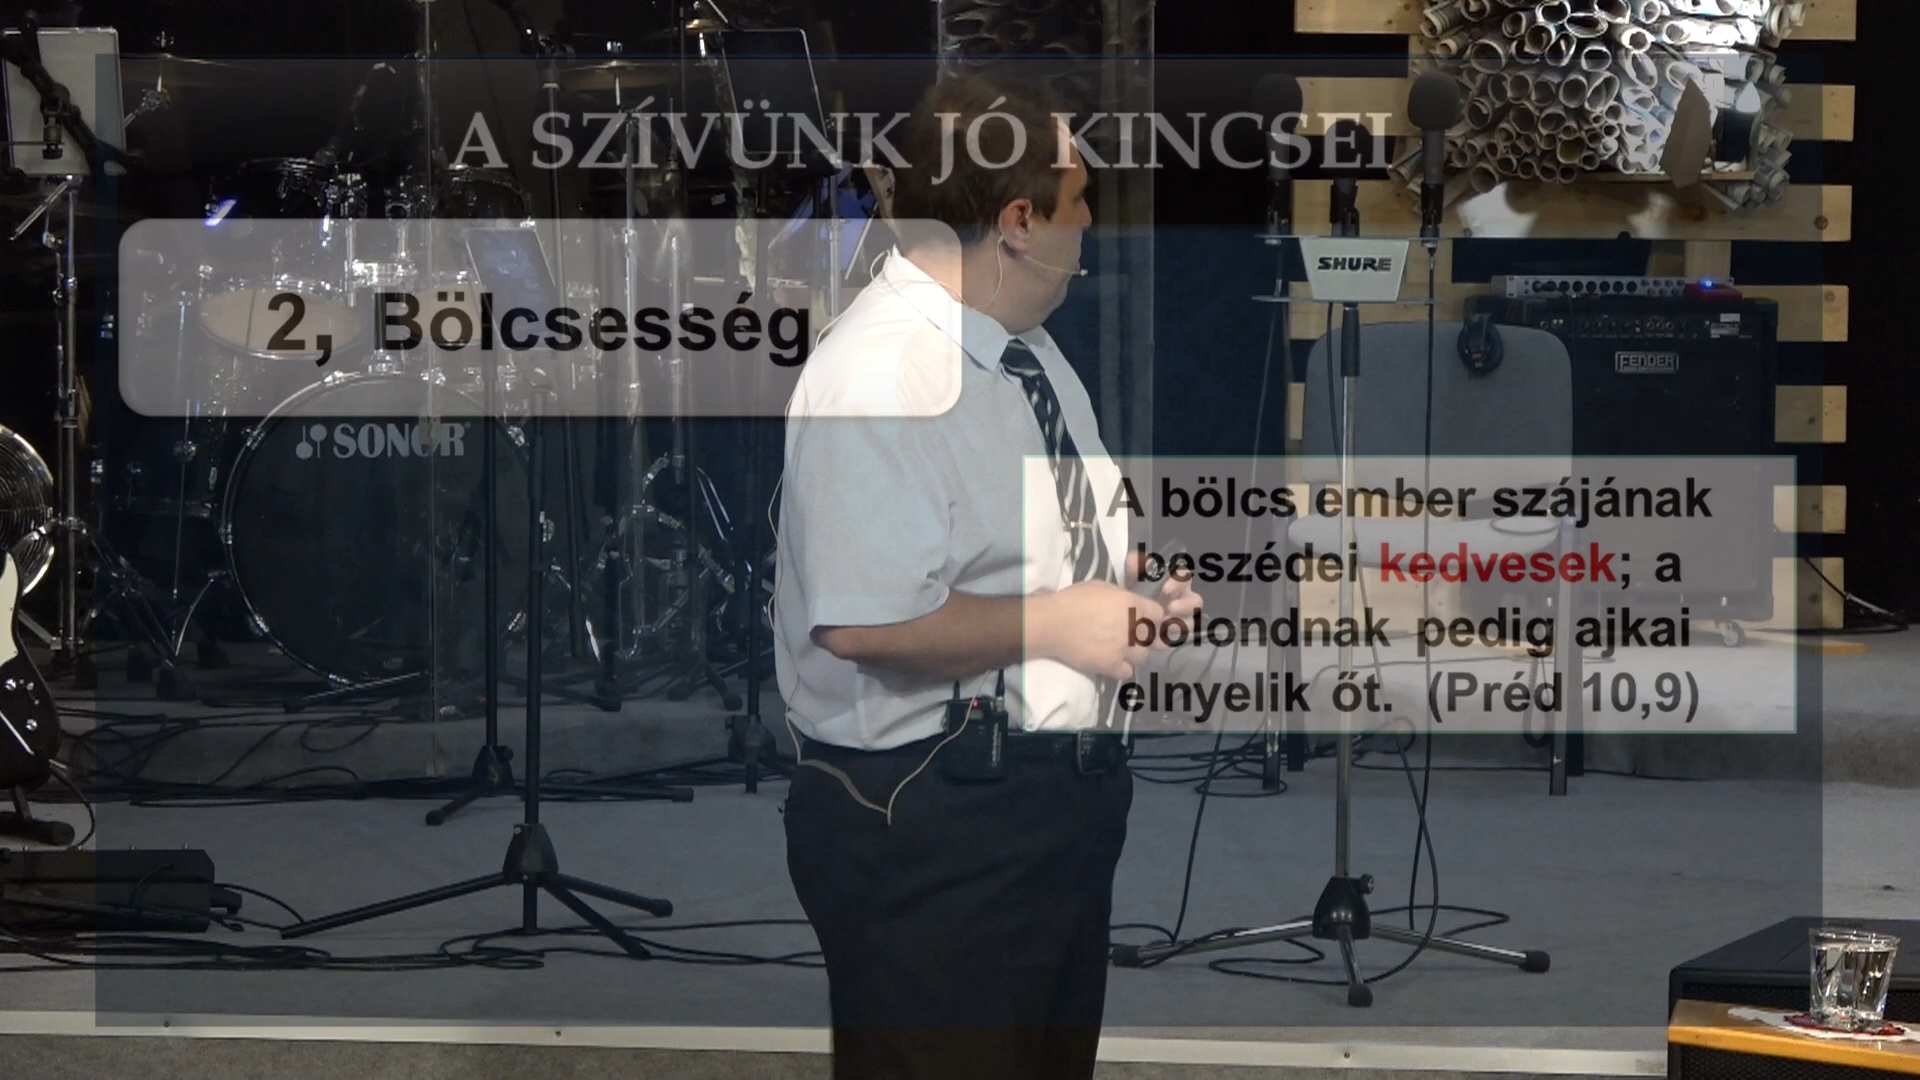 A SZÍVÜNK JÓ KINCSEI
2, Bölcsesség
SONOR
SHURE
FENDER
A bölcs ember szájának
beszédei kedvesek; a
bolondnak pedig ajkai
elnyelik őt. (Préd 10,9)